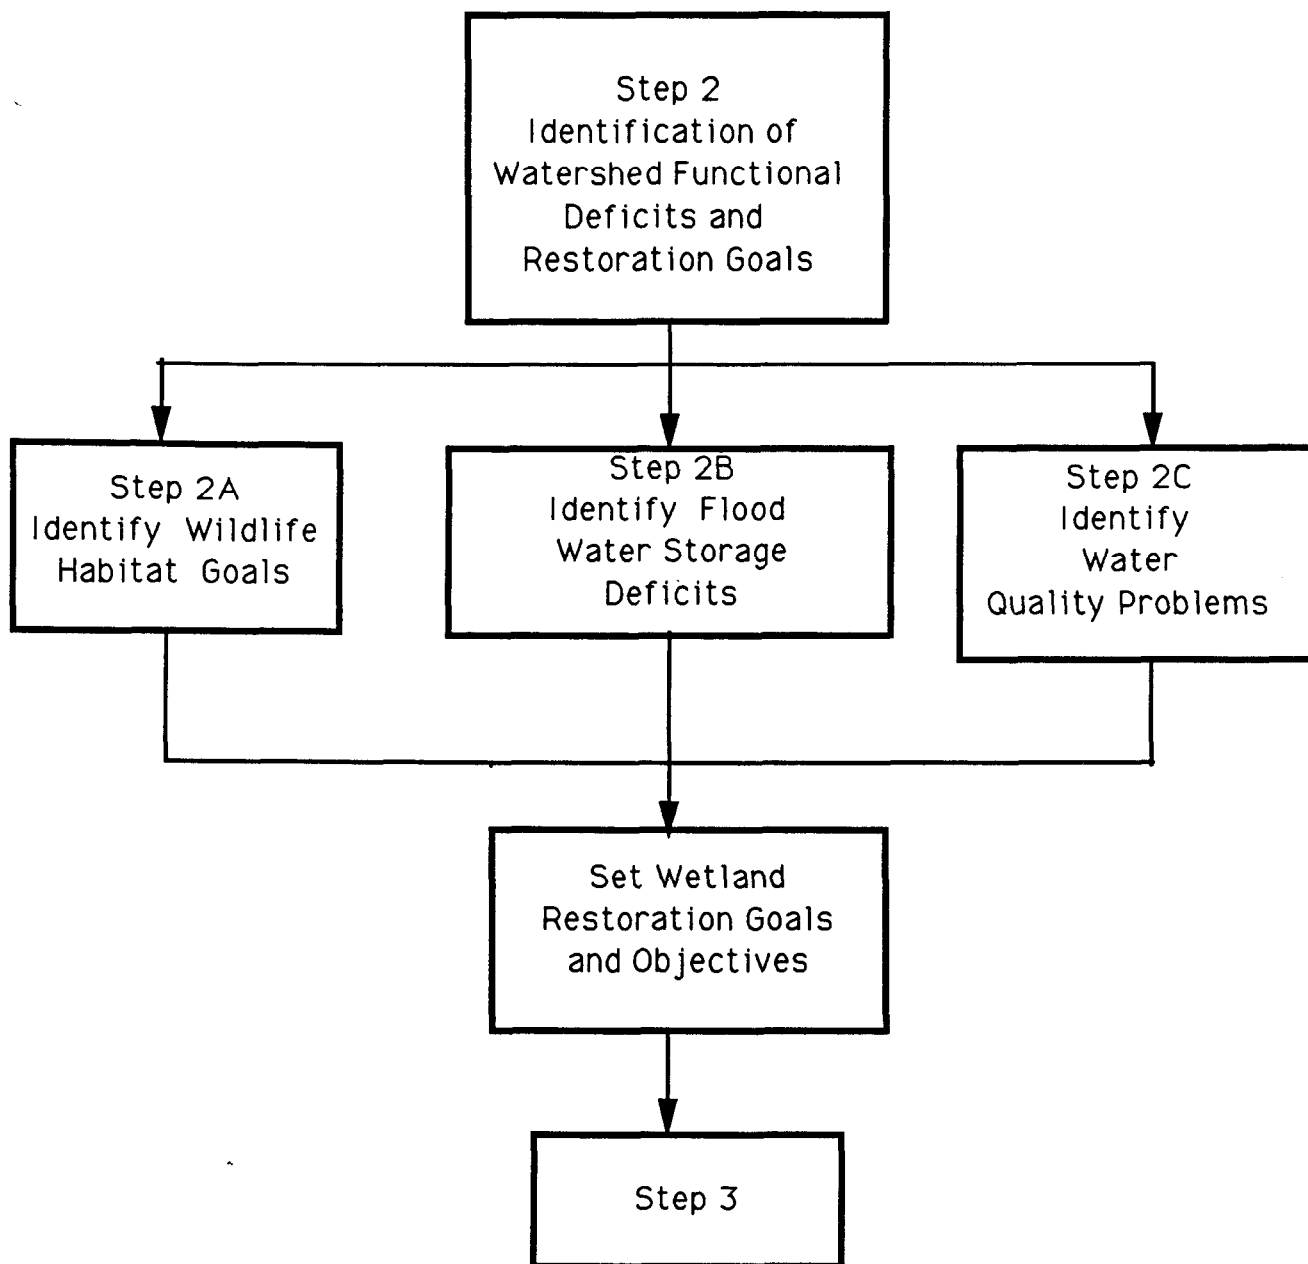 Step 2
Identification of
Watershed Functional
Deficits and
Restoration Goals
Step 2A
Identify Wildlife
Habitat Goals
Step 2B
Identify Flood
Water Storage
Deficits
Step 2C
Identify
Water
Quality Problems
Set Wetland
Restoration Goals
and Objectives
Step 3